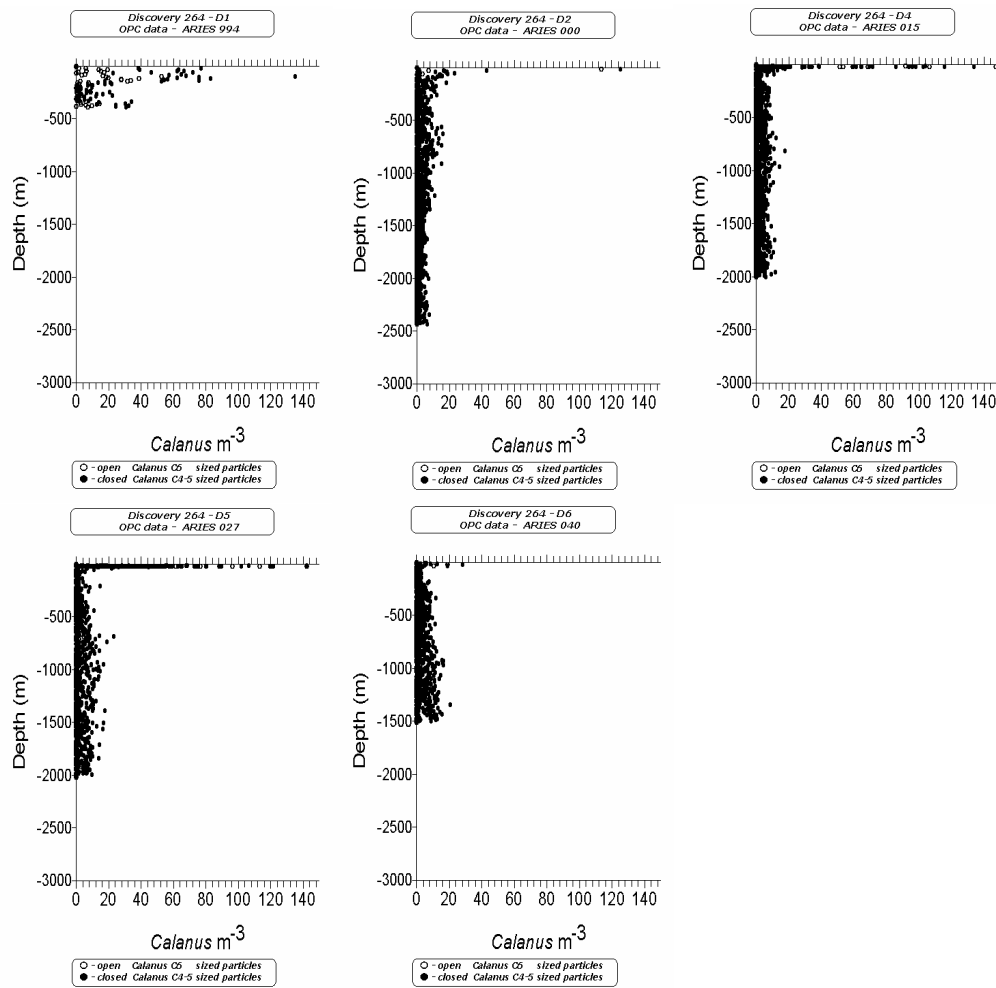 Discovery 264 - D1
OPC data - ARIES 994
Depth (m)
-500
-1000
-1500
-2000
-2500
-3000
0 20 40 60 80 100 120 140
Calanus m-3
o - open Calanus C5 sized particles
● - closed Calanus C4-5 sized particles
Discovery 264 - D2
OPC data - ARIES 000
Depth (m)
-500
-1000
-1500
-2000
-2500
-3000
0 20 40 60 80 100 120 140
Calanus m-3
o - open Calanus C5 sized particles
● - closed Calanus C4-5 sized particles
Discovery 264 - D4
OPC data - ARIES 015
Depth (m)
-500
-1000
-1500
-2000
-2500
-3000
0 20 40 60 80 100 120 140
Calanus m-3
o - open Calanus C5 sized particles
● - closed Calanus C4-5 sized particles
Discovery 264 - D5
OPC data - ARIES 027
Depth (m)
-500
-1000
-1500
-2000
-2500
-3000
0 20 40 60 80 100 120 140
Calanus m-3
o - open Calanus C5 sized particles
● - closed Calanus C4-5 sized particles
Discovery 264 - D6
OPC data - ARIES 040
Depth (m)
-500
-1000
-1500
-2000
-2500
-3000
0 20 40 60 80 100 120 140
Calanus m-3
o - open Calanus C5 sized particles
● - closed Calanus C4-5 sized particles